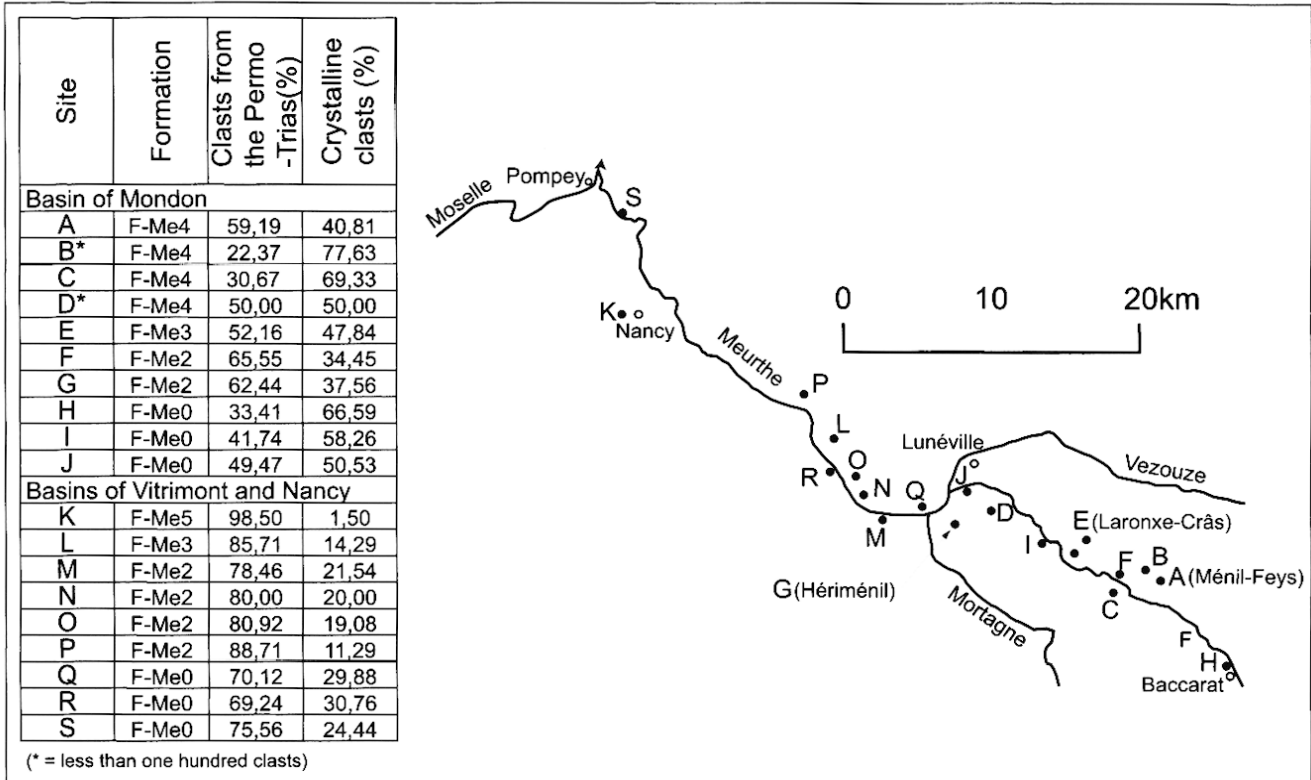 Site Formation Clasts from the Permo -Trias(%) Crystalline clasts (%)
Basin of Mondon
A F-Me4 59,19 40,81
B* F-Me4 22,37 77,63
C F-Me4 30,67 69,33
D* F-Me4 50,00 50,00
E F-Me3 52,16 47,84
F F-Me2 65,55 34,45
G F-Me2 62,44 37,56
H F-Me0 33,41 66,59
I F-Me0 41,74 58,26
J F-Me0 49,47 50,53
Basins of Vitrimont and Nancy
K F-Me5 98,50 1,50
L F-Me3 85,71 14,29
M F-Me2 78,46 21,54
N F-Me2 80,00 20,00
O F-Me2 80,92 19,08
P F-Me2 88,71 11,29
Q F-Me0 70,12 29,88
R F-Me0 69,24 30,76
S F-Me0 75,56 24,44
(* = less than one hundred clasts)
Pompey
S
Moselle
0 10 20km
K
Nancy
Meurthe
P
L
Lunéville
Vezouze
R
O
J
N
Q
D
M
E (Laronxe-Crâs)
I
F
B
A (Ménil-Feys)
G (Hériménil)
C
Mortagne
F
H
Baccarat